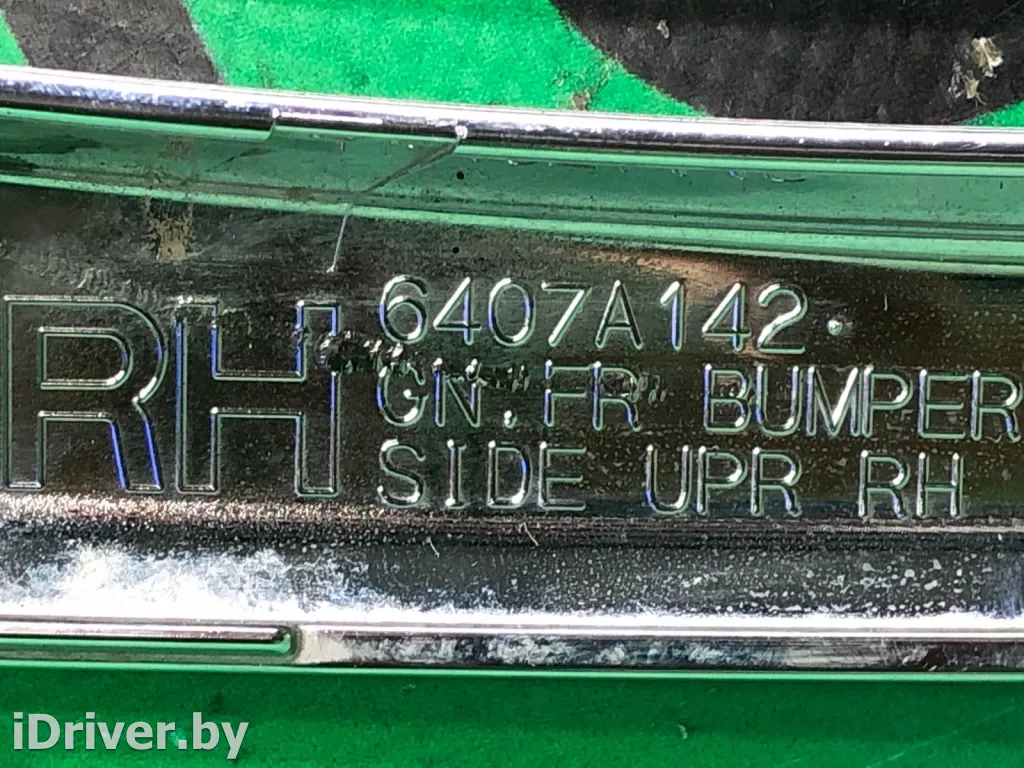 RH
6407A142.
GN.FR BUMPER
SIDE UPR RH
iDriver.by